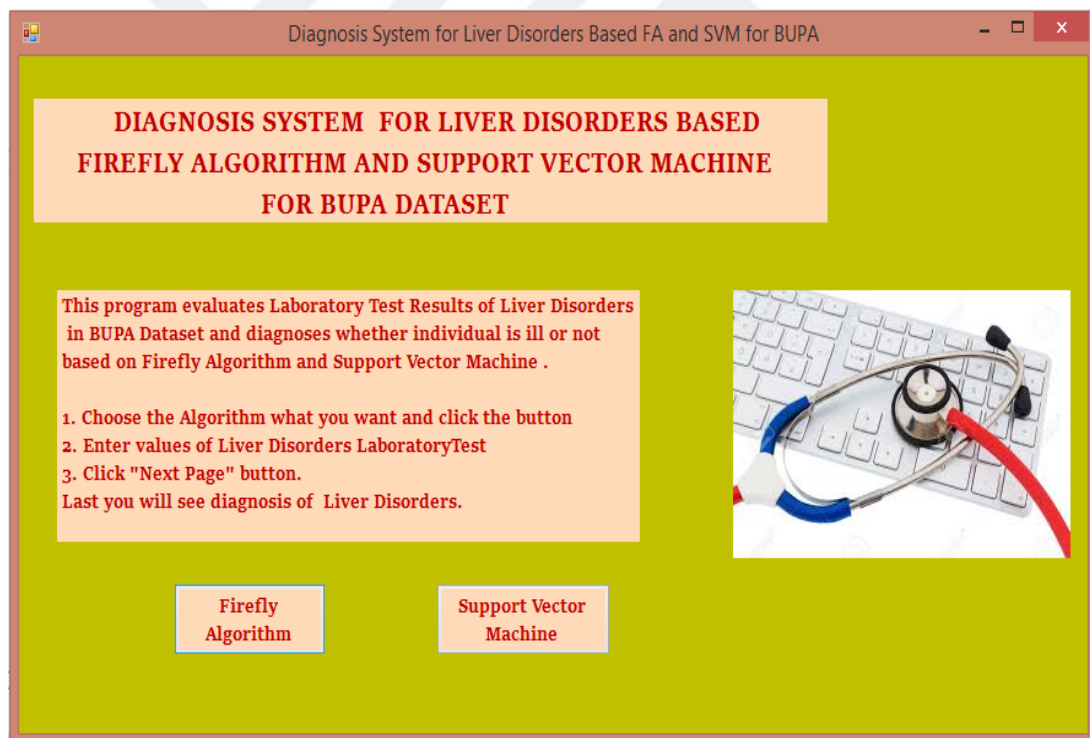 Diagnosis System for Liver Disorders Based FA and SVM for BUPA
DIAGNOSIS SYSTEM FOR LIVER DISORDERS BASED
FIREFLY ALGORITHM AND SUPPORT VECTOR MACHINE
FOR BUPA DATASET
This program evaluates Laboratory Test Results of Liver Disorders
in BUPA Dataset and diagnoses whether individual is ill or not
based on Firefly Algorithm and Support Vector Machine .
1. Choose the Algorithm what you want and click the button
2. Enter values of Liver Disorders LaboratoryTest
3. Click "Next Page" button.
Last you will see diagnosis of Liver Disorders.
Firefly
Algorithm
Support Vector
Machine